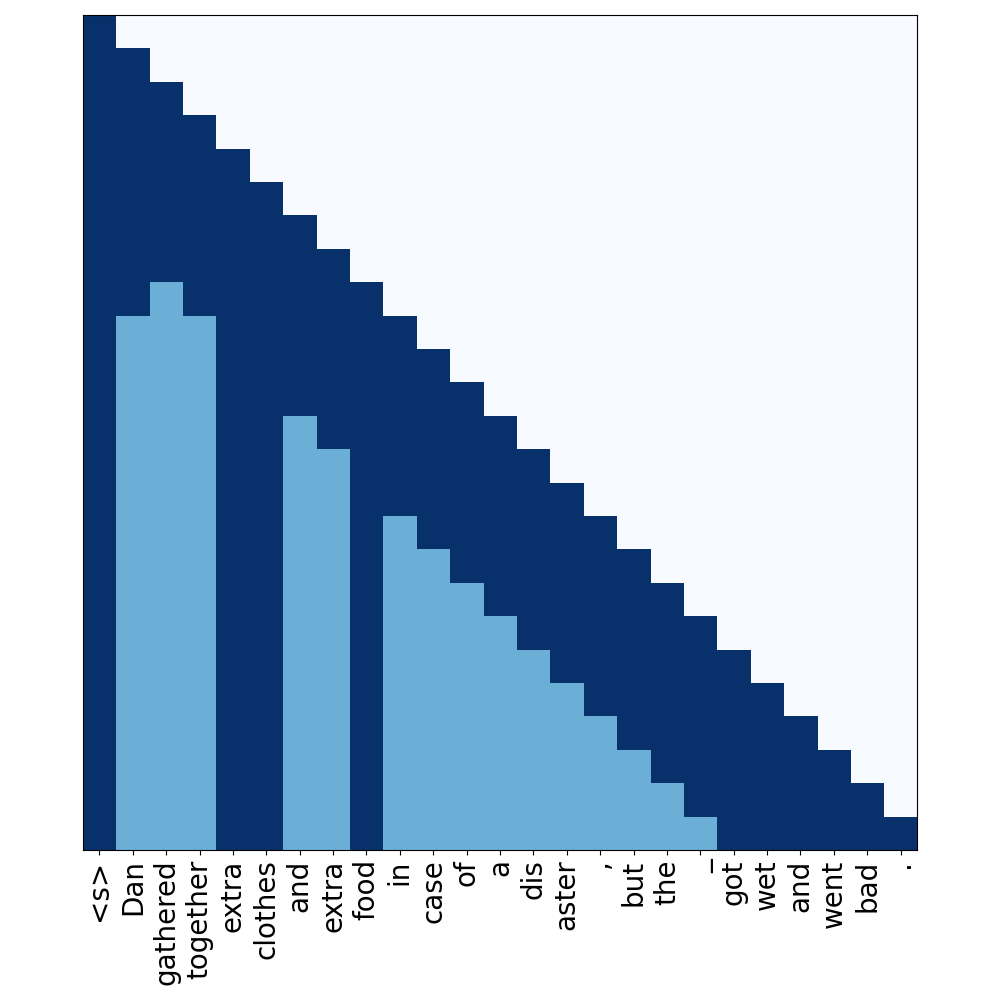 <s> Dan gathered together extra clothes and extra food in case of a dis aster , but the _ got wet and went bad .